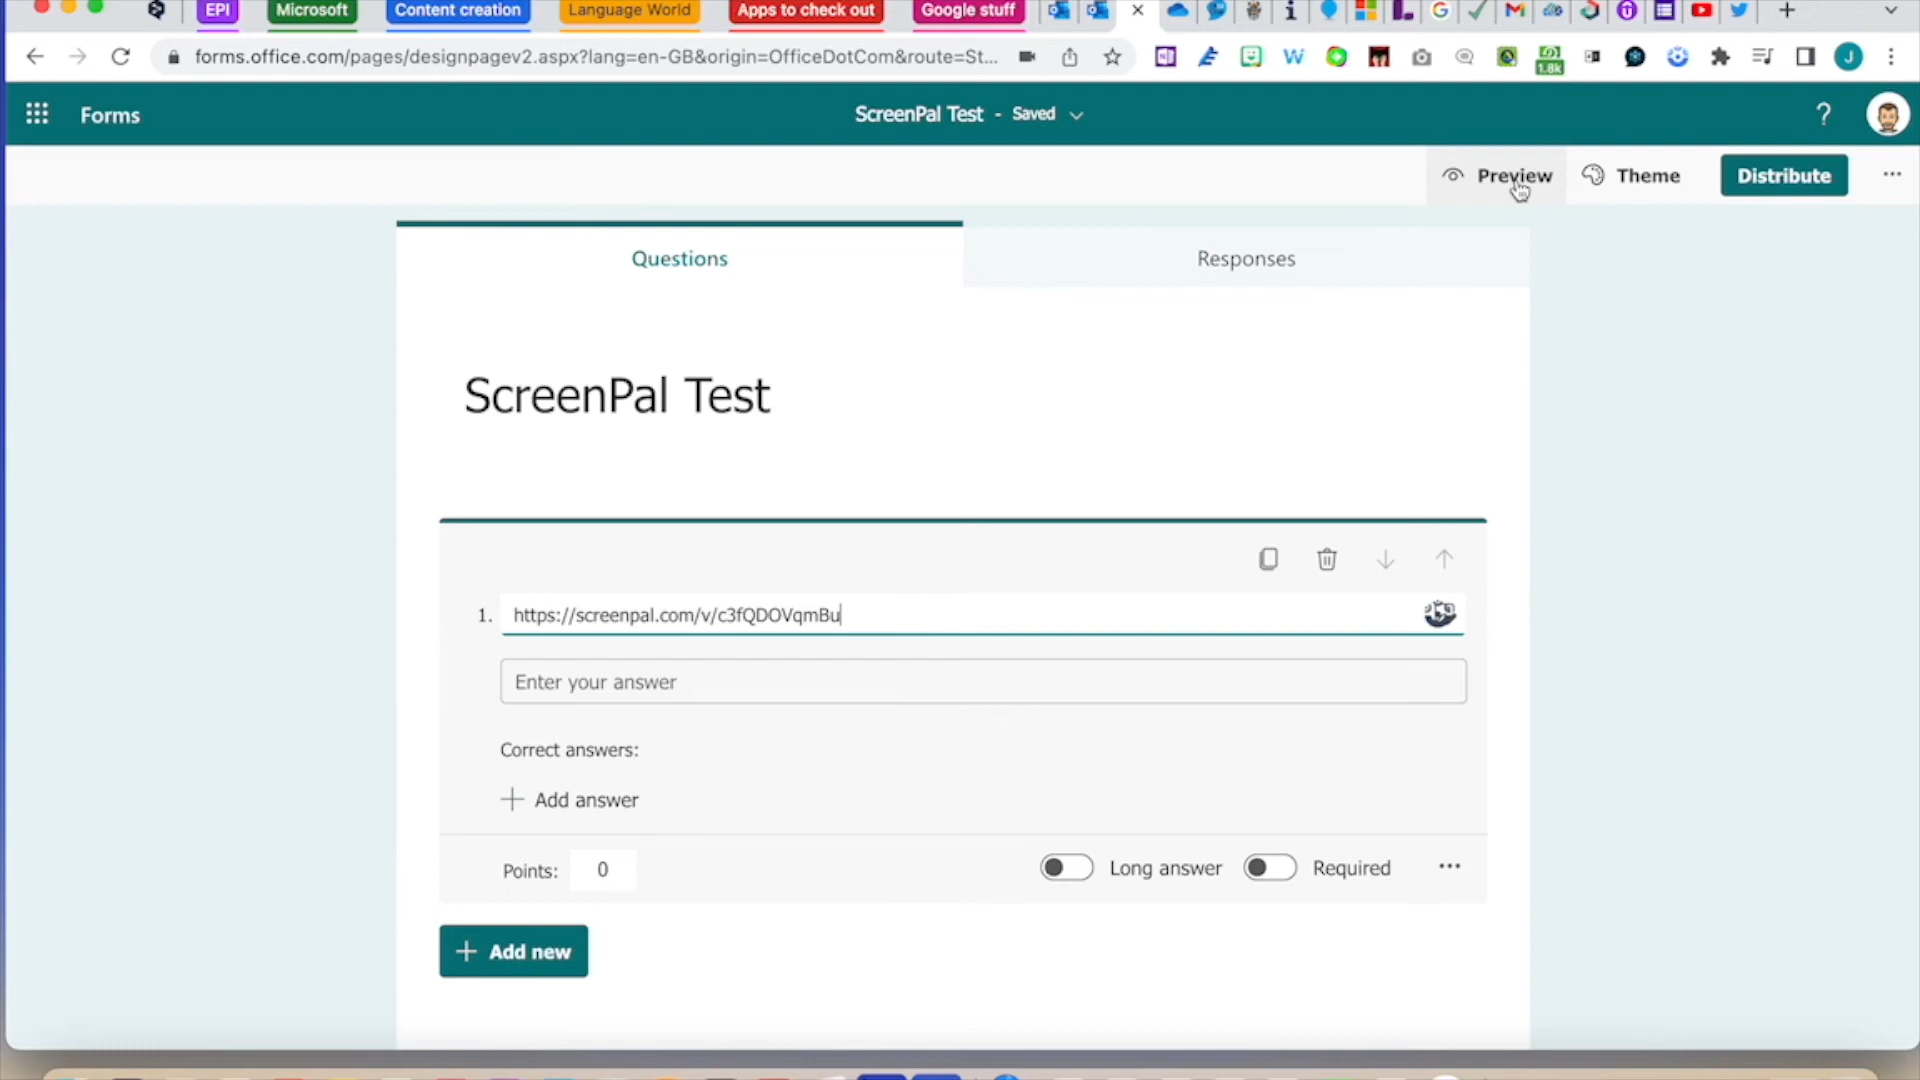 EPI Microsoft Content creation Language World Apps to check out Google stuff
forms.office.com/pages/designpagev2.aspx?lang=en-GB&origin=OfficeDotCom&route=St...
1.8k
J
Forms
ScreenPal Test - Saved
?
Preview
Theme
Distribute
Questions
Responses
ScreenPal Test
1. https://screenpal.com/v/c3fQDOVqmBu
Enter your answer
Correct answers:
Add answer
Points: 0
Long answer
Required
Add new